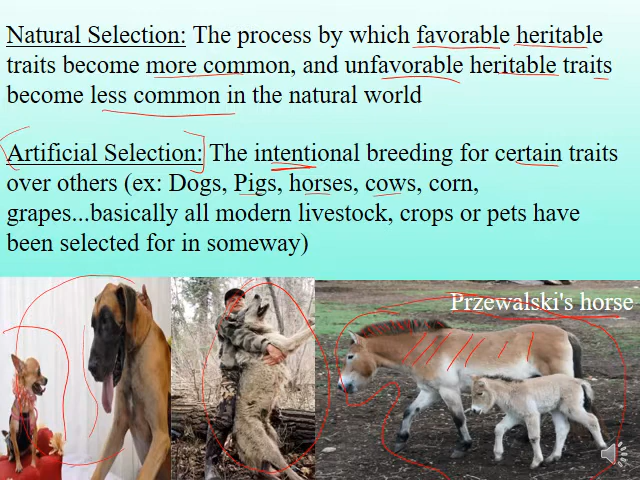 Natural Selection: The process by which favorable heritable
traits become more common, and unfavorable heritable traits
become less common in the natural world
Artificial Selection: The intentional breeding for certain traits
over others (ex: Dogs, Pigs, horses, cows, corn,
grapes...basically all modern livestock, crops or pets have
been selected for in someway)
Przewalski's horse